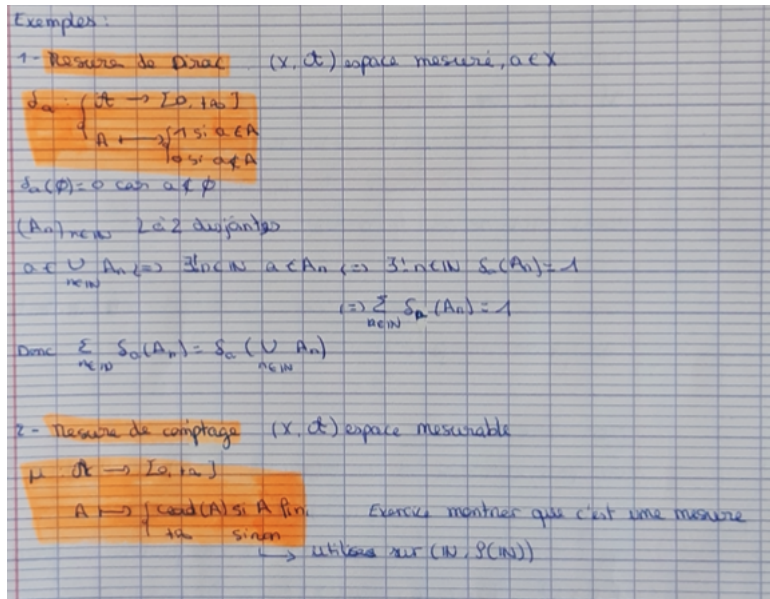 Exemples :
1 - Mesure de Dirac (X, 𝒜) espace mesuré, a ∈ X
δₐ : { 𝒜 → [0, +∞]
A ⟼ { 1 si a ∈ A
0 si a ∉ A
δₐ(∅) = 0 car a ∉ ∅
(Aₙ)ₙ∈ℕ 2 à 2 disjointes
a ∈ ∪ₙ∈ℕ Aₙ <=> ∃!n∈ℕ a ∈ Aₙ <=> ∃!n∈ℕ δₐ(Aₙ) = 1
<=> Σₙ∈ℕ δₐ(Aₙ) = 1
Donc Σₙ∈ℕ δₐ(Aₙ) = δₐ(∪ₙ∈ℕ Aₙ)
2 - Mesure de comptage (X, 𝒜) espace mesurable
μ : 𝒜 → [0, +∞]
A ⟼ { card(A) si A fini Exercice montrer que c'est une mesure
+∞ sinon
↳ utilisée sur (ℕ, 𝒫(ℕ))